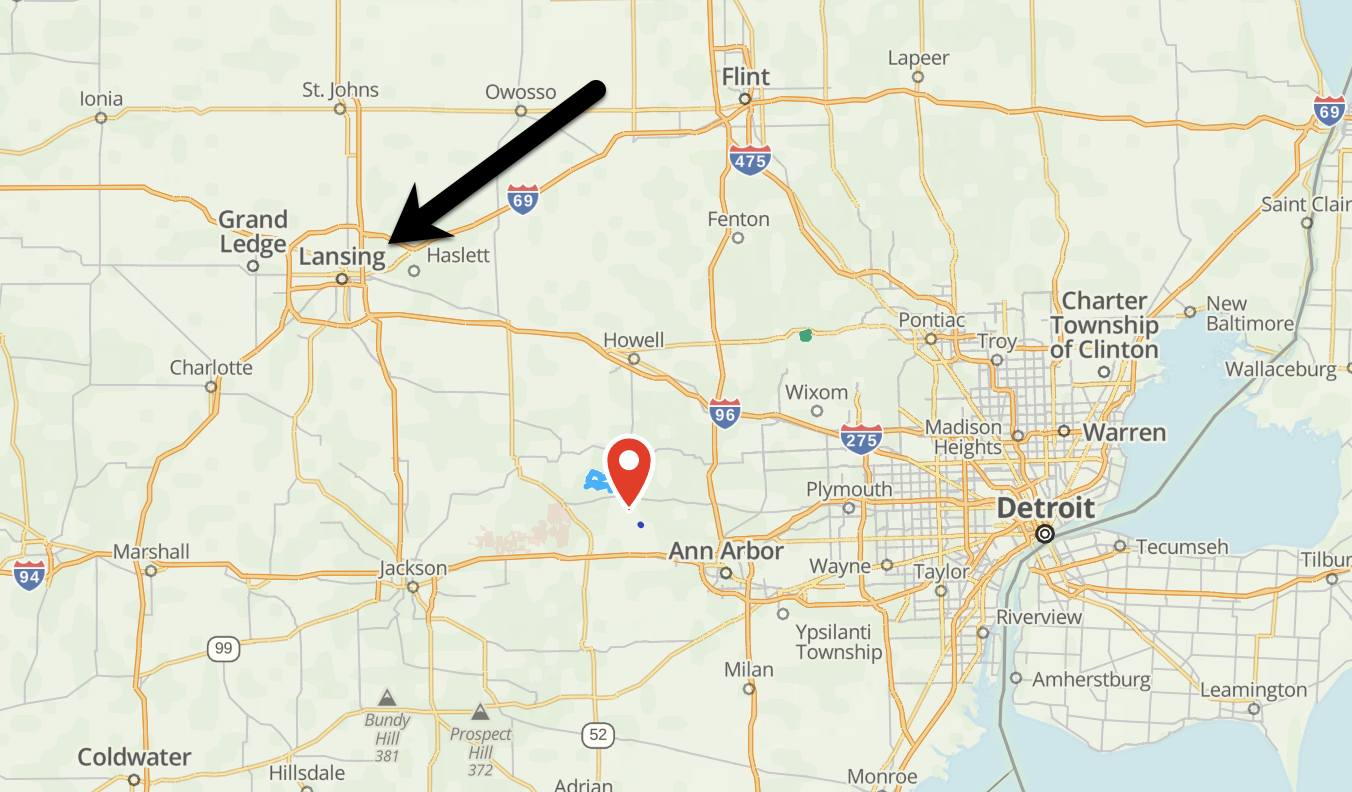 Lapeer
Flint
Ionia
St. Johns
Owosso
69
475
69
Saint Clair
Grand
Ledge
Fenton
Lansing
Haslett
Charter
Township
of Clinton
New
Baltimore
Pontiac
Troy
Howell
Charlotte
Wallaceburg
Wixom
96
275
Madison
Heights
Warren
Plymouth
Detroit
Marshall
Ann Arbor
Tecumseh
94
Jackson
Wayne
Taylor
Tilbur
Riverview
Ypsilanti
Township
99
Milan
Amherstburg
Leamington
Bundy
Hill
381
Prospect
Hill
372
52
Coldwater
Hillsdale
Adrian
Monroe